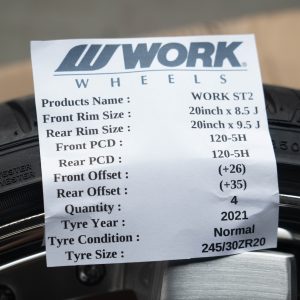 WORK
WHEELS
Products Name : WORK ST2
Front Rim Size : 20inch x 8.5 J
Rear Rim Size : 20inch x 9.5 J
Front PCD : 120-5H
Rear PCD : 120-5H
Front Offset : (+26)
Rear Offset : (+35)
Quantity : 4
Tyre Year : 2021
Tyre Condition : Normal
Tyre Size : 245/30ZR20